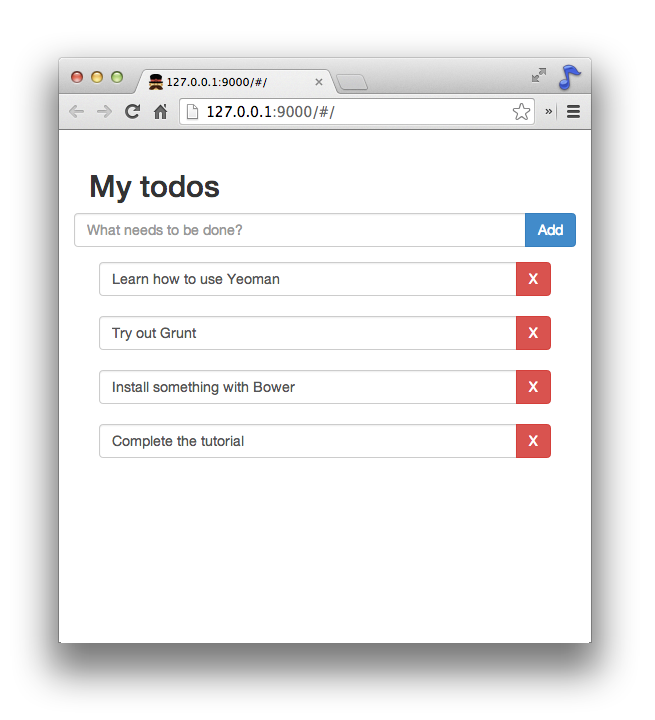 127.0.0.1:9000/#/
127.0.0.1:9000/#/
My todos
What needs to be done?
Add
Learn how to use Yeoman
X
Try out Grunt
X
Install something with Bower
X
Complete the tutorial
X